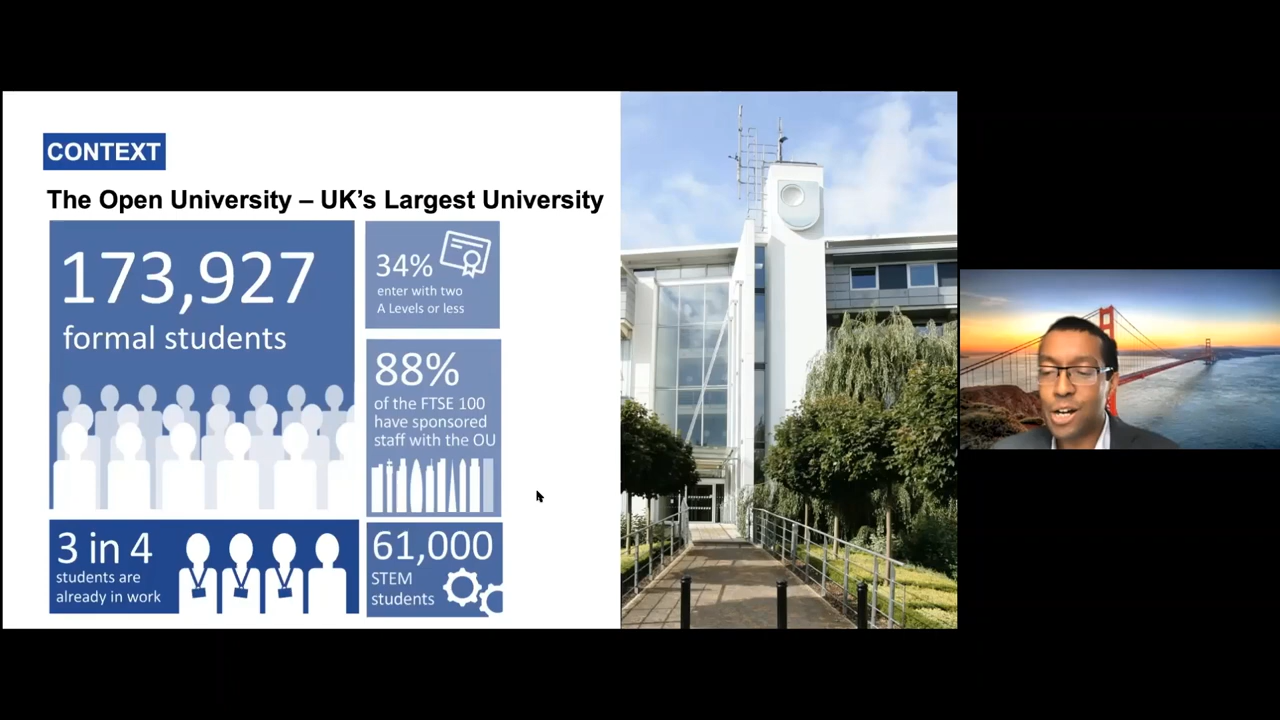 CONTEXT
The Open University – UK's Largest University
173,927
formal students
34%
enter with two
A Levels or less
88%
of the FTSE 100
have sponsored
staff with the OU
3 in 4
students are
already in work
61,000
STEM
students